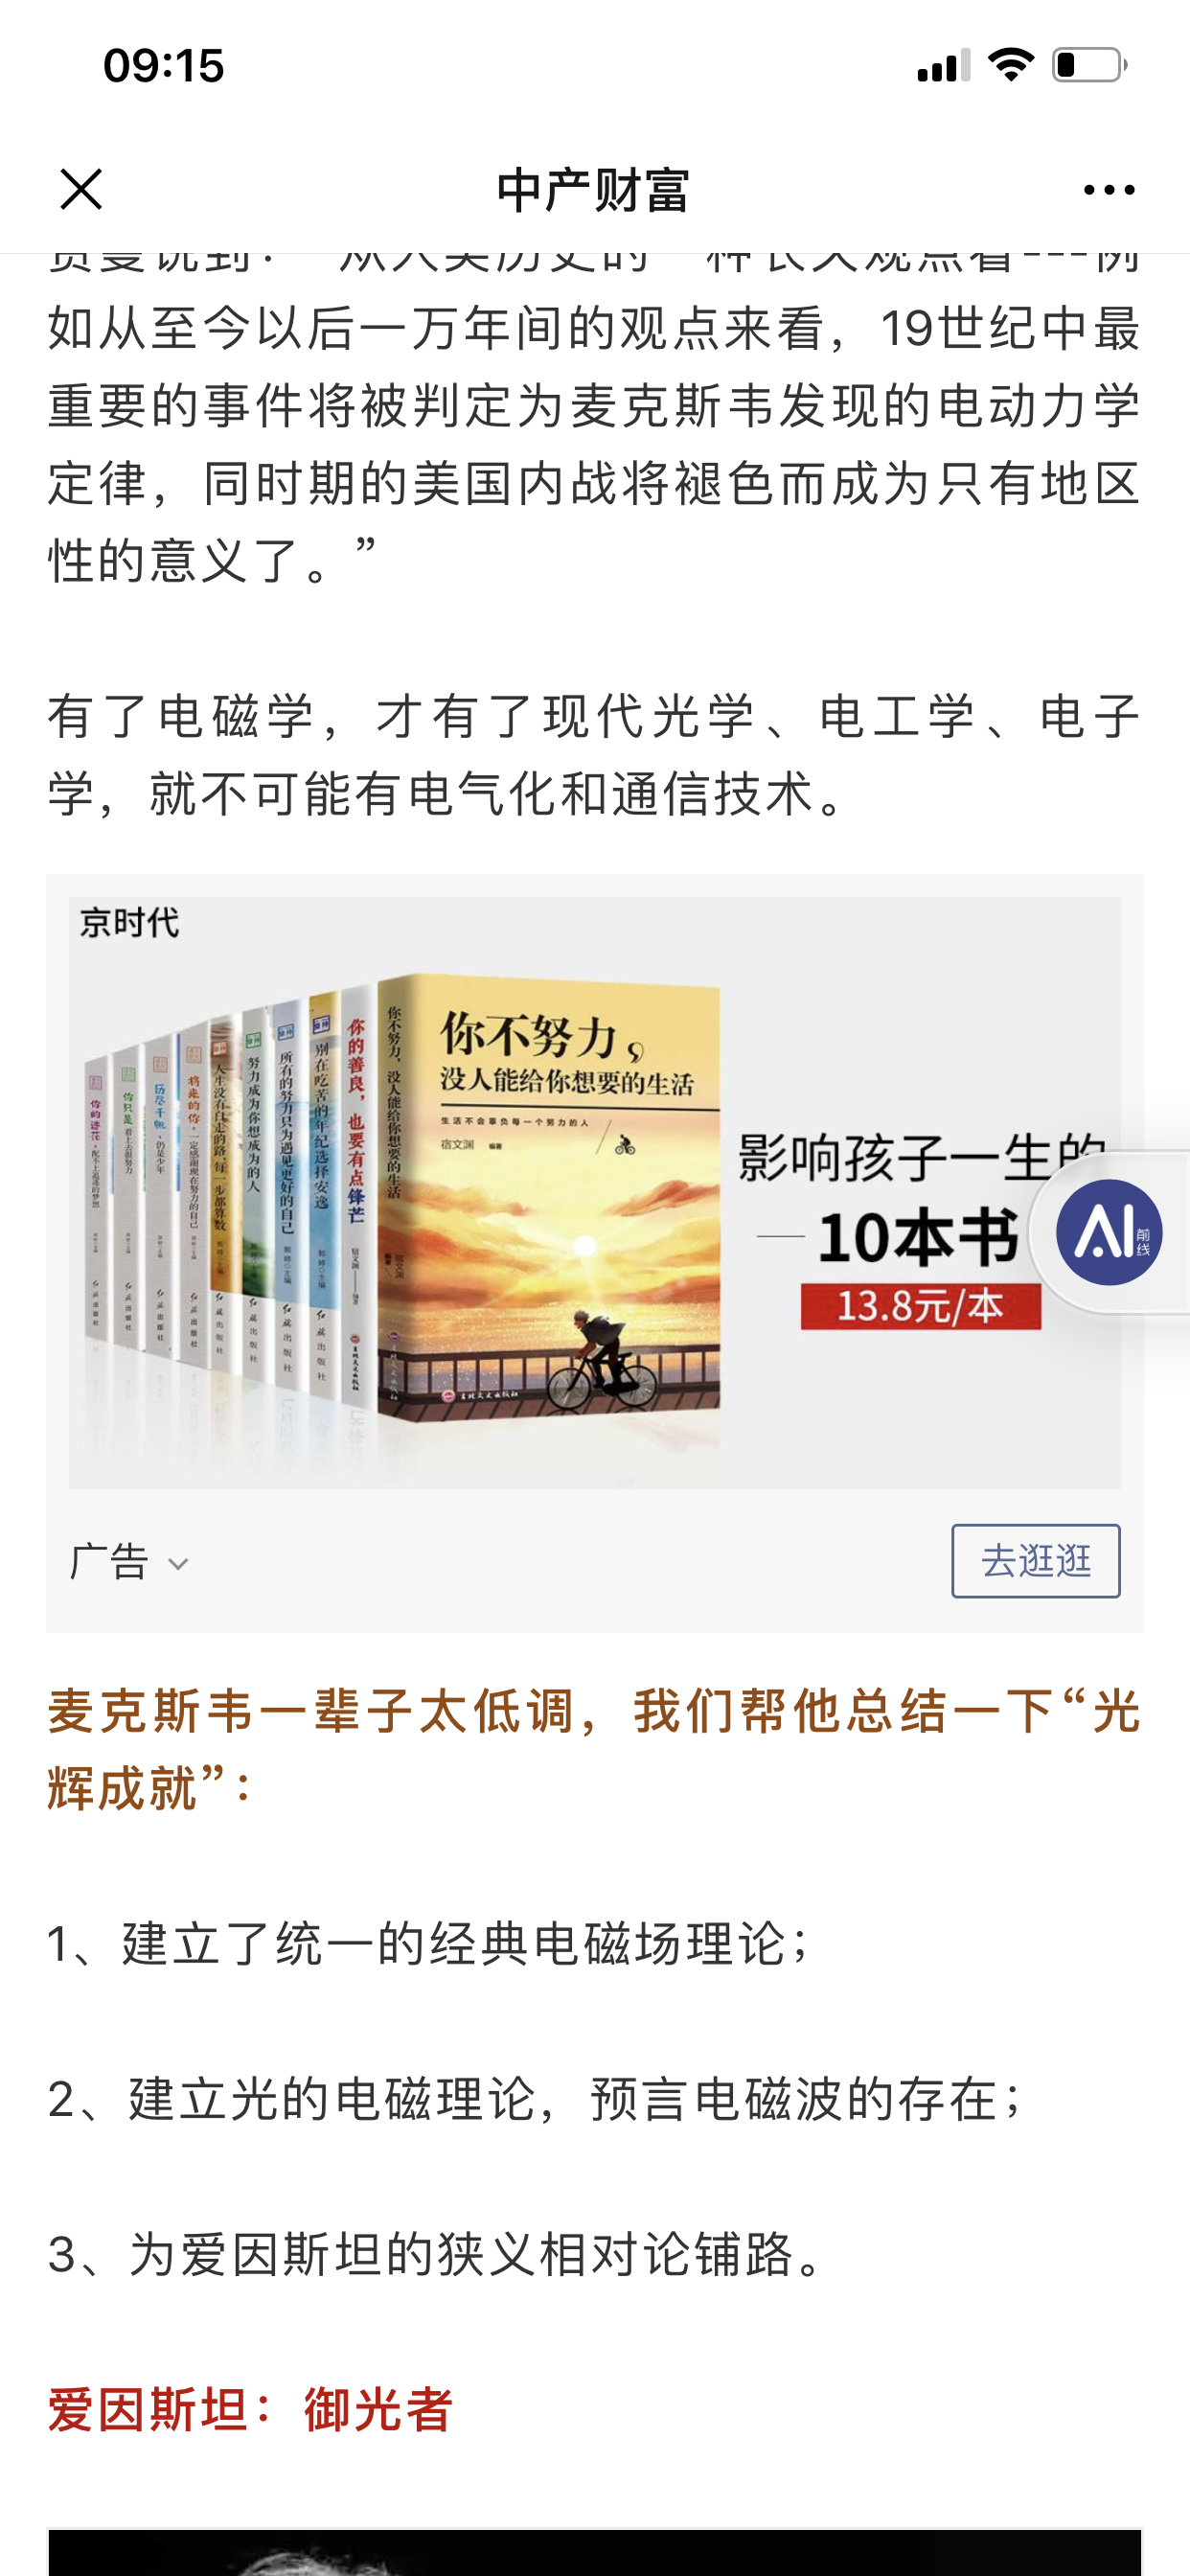 09:15
中产财富
如从至今以后一万年间的观点来看，19世纪中最
重要的事件将被判定为麦克斯韦发现的电动力学
定律，同时期的美国内战将褪色而成为只有地区
性的意义了。”
有了电磁学，才有了现代光学、电工学、电子
学，就不可能有电气化和通信技术。
京时代
你的迷茫，配不上追逐的梦想
你只是看上去很努力
历尽千帆，仍是少年
将来的你，一定感谢现在努力的自己
人生没有白走的路，每一步都算数
努力成为你想成为的人
所有的努力只为遇见更好的自己
别在吃苦的年纪选择安逸
你的善良，也要有点锋芒
你不努力，没人能给你想要的生活
你不努力，
没人能给你想要的生活
生活不会辜负每一个努力的人
宿文渊 编著
吉林文史出版社
影响孩子一生的
10本书
13.8元/本
AI前线
广告
去逛逛
麦克斯韦一辈子太低调，我们帮他总结一下“光
辉成就”：
1、建立了统一的经典电磁场理论；
2、建立光的电磁理论，预言电磁波的存在；
3、为爱因斯坦的狭义相对论铺路。
爱因斯坦：御光者